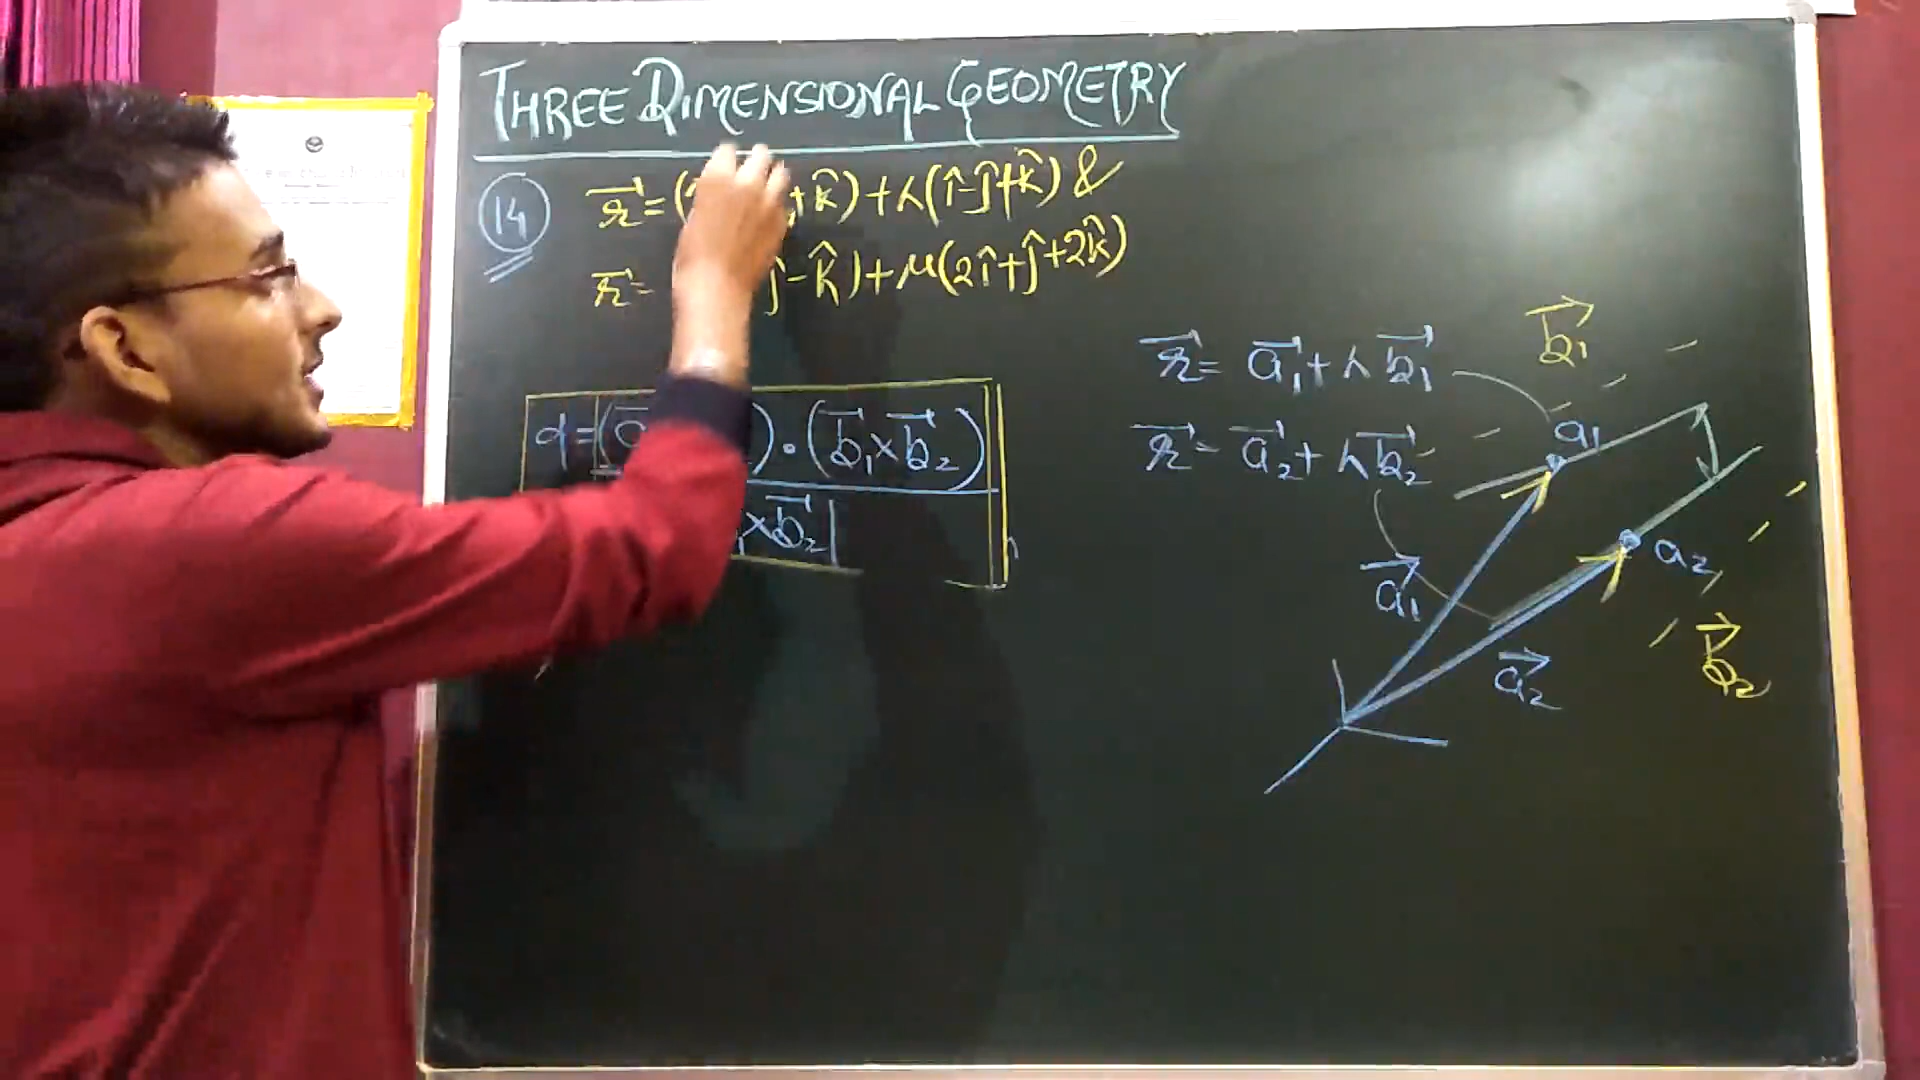 THREE DIMENSIONAL GEOMETRY
14
r⃗ = ( +k̂) + λ(î-ĵ+k̂) &
r⃗ = ĵ-k̂) + μ(2î+ĵ+2k̂)
d = (a⃗ ) · (b⃗₁×b⃗₂)
×b⃗₂|
r⃗ = a⃗₁ + λ b⃗₁
r⃗ = a⃗₂ + λ b⃗₂
b⃗₁
a₁
a₂
a⃗₁
a⃗₂
b⃗₂